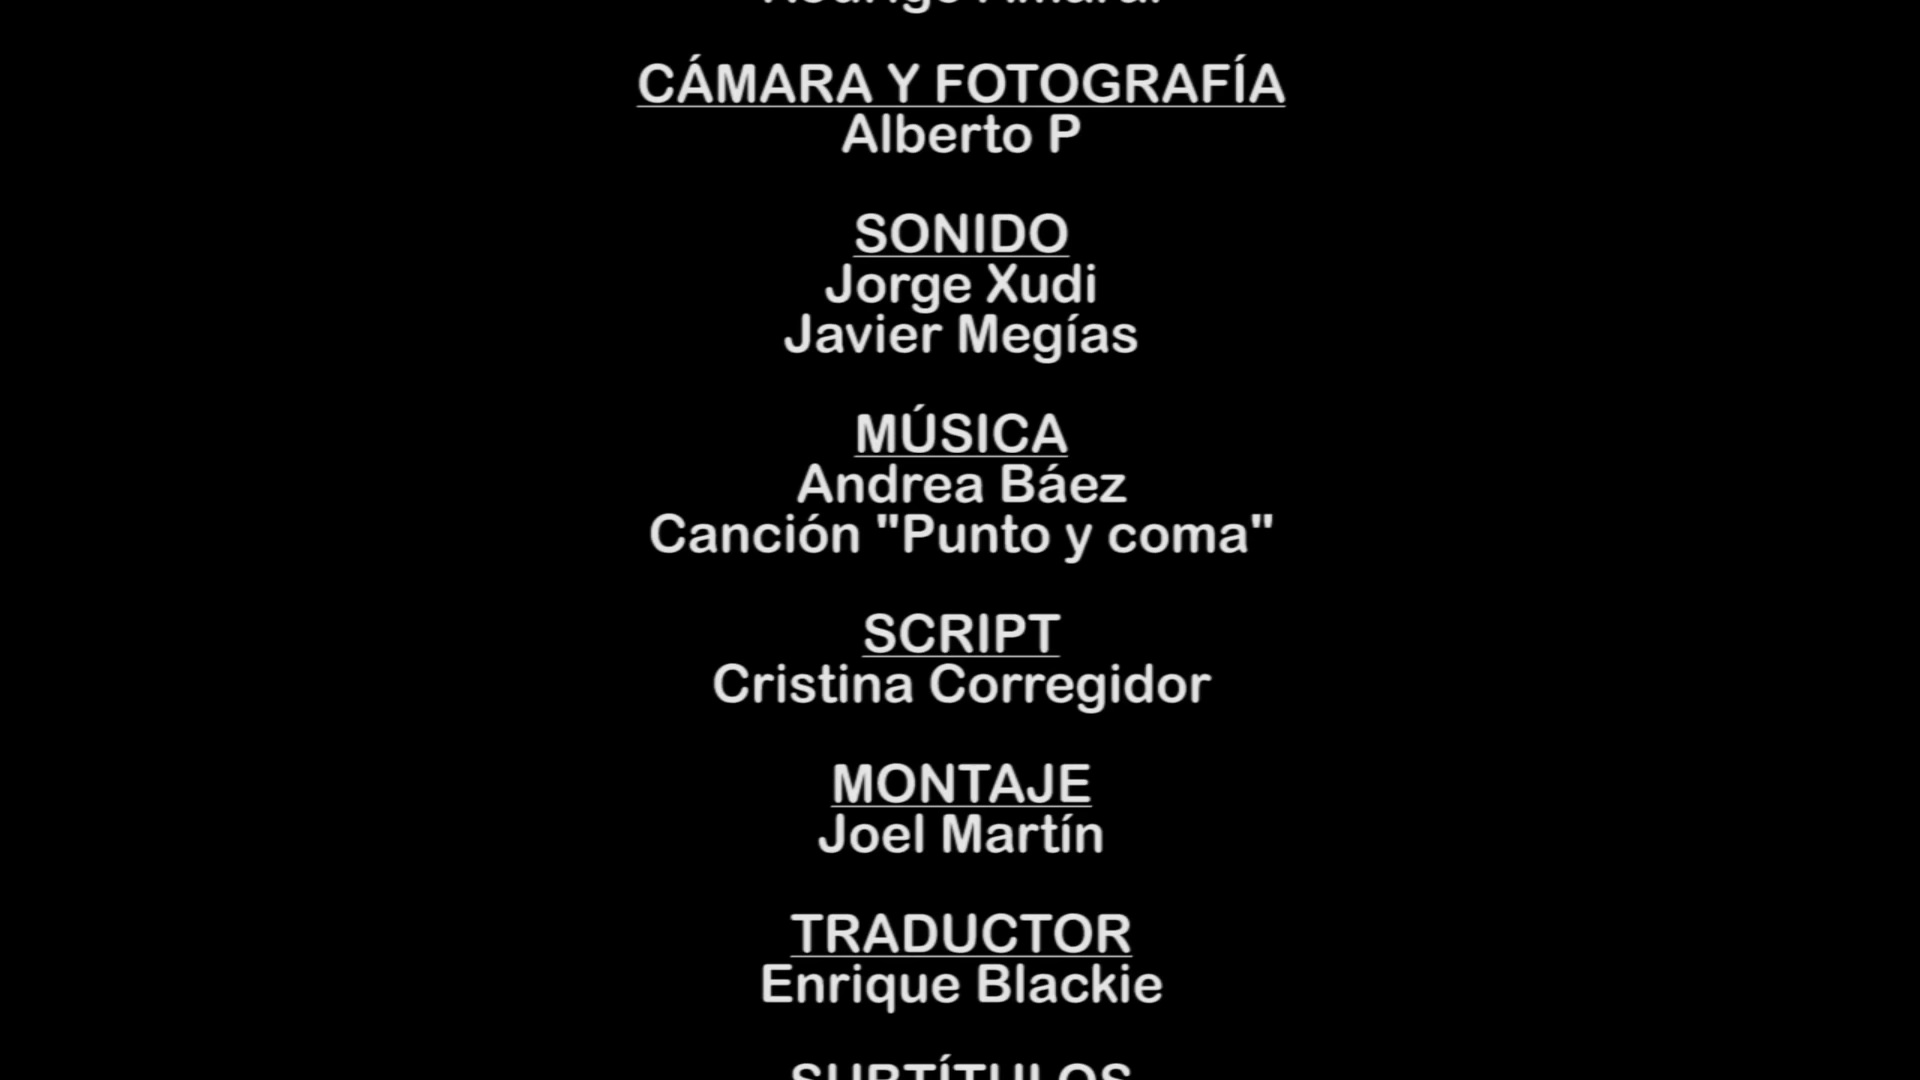 CÁMARA Y FOTOGRAFÍA
Alberto P
SONIDO
Jorge Xudi
Javier Megías
MÚSICA
Andrea Báez
Canción "Punto y coma"
SCRIPT
Cristina Corregidor
MONTAJE
Joel Martín
TRADUCTOR
Enrique Blackie
SUBTÍTULOS